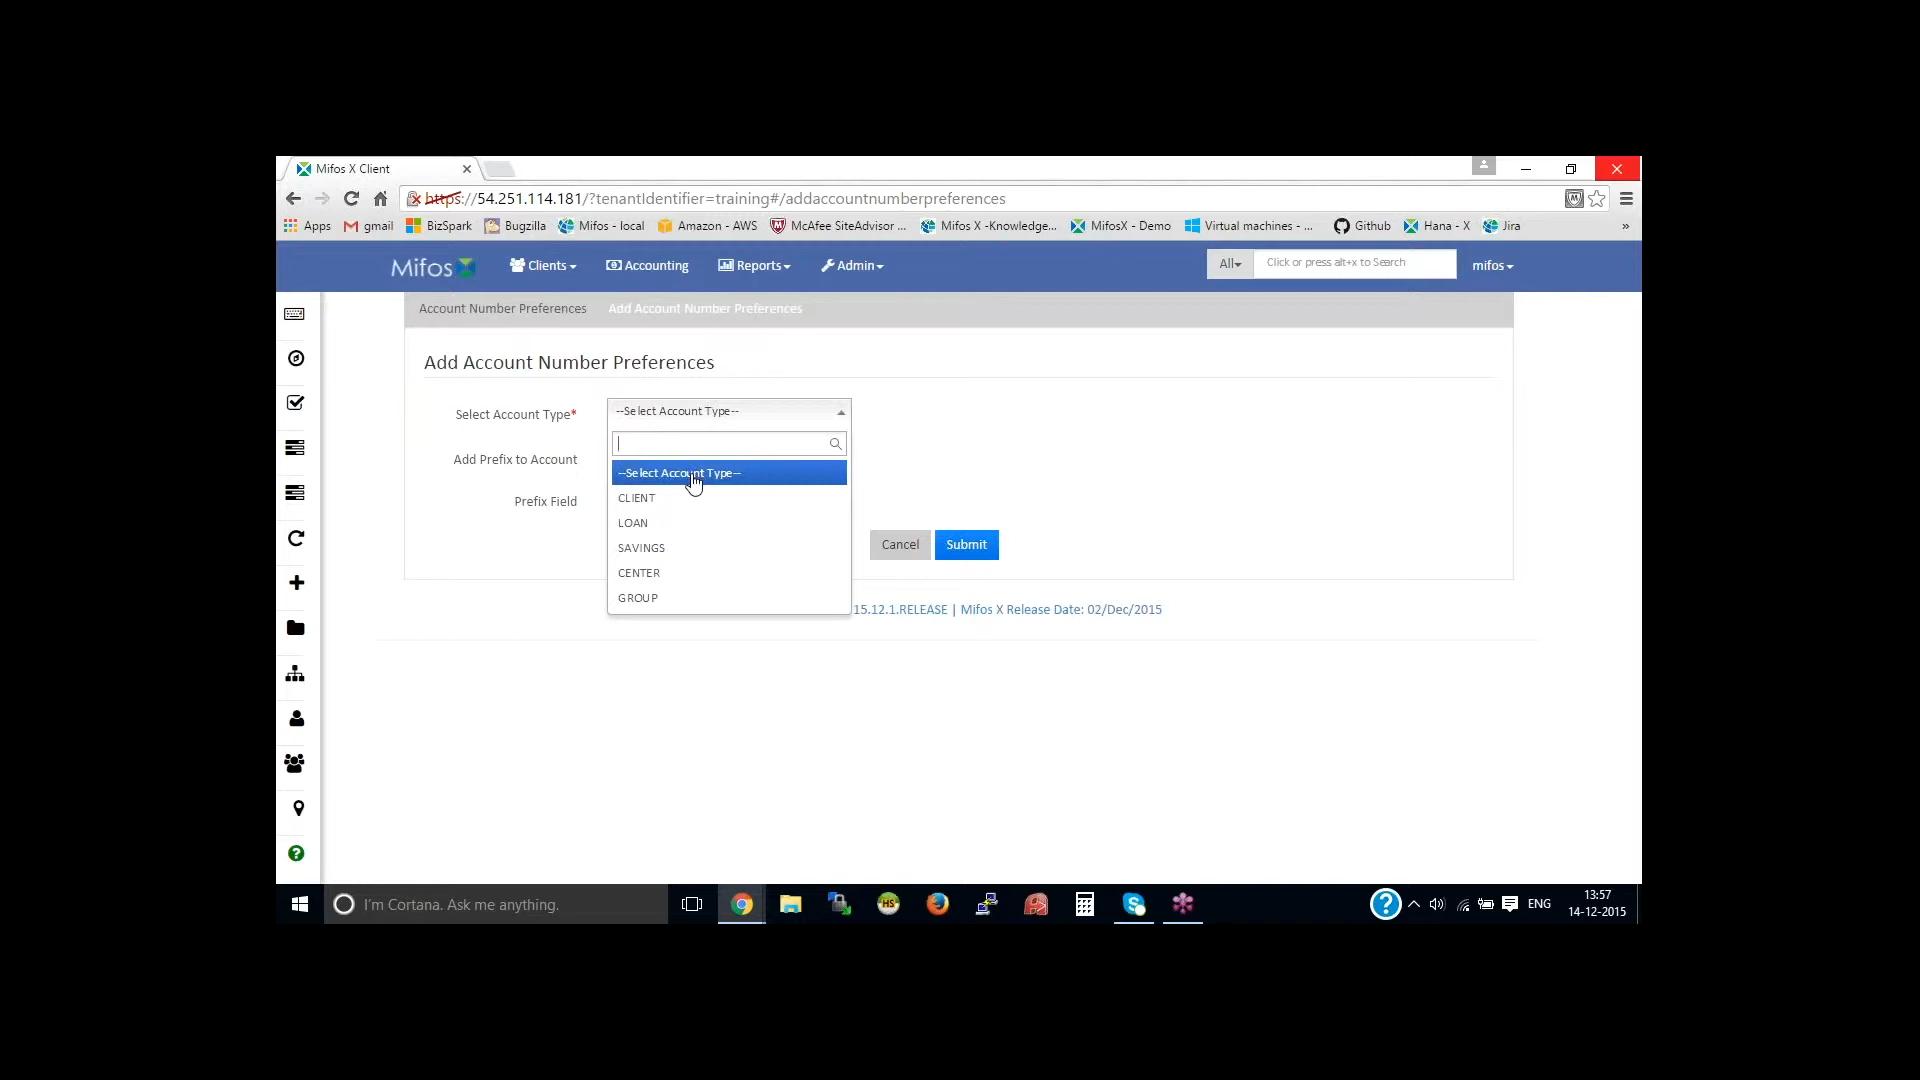 Mifos X Client
https://54.251.114.181/?tenantIdentifier=training#/addaccountnumberpreferences
Apps gmail BizSpark Bugzilla Mifos - local Amazon - AWS McAfee SiteAdvisor ... Mifos X -Knowledge... MifosX - Demo Virtual machines - ... Github Hana - X Jira »
Mifos Clients Accounting Reports Admin All Click or press alt+x to Search mifos
Account Number Preferences Add Account Number Preferences
Add Account Number Preferences
Select Account Type* --Select Account Type--
Add Prefix to Account
--Select Account Type--
Prefix Field
CLIENT
LOAN
SAVINGS
CENTER
GROUP
Cancel Submit
15.12.1.RELEASE | Mifos X Release Date: 02/Dec/2015
I'm Cortana. Ask me anything.
HS
ENG
13:57
14-12-2015